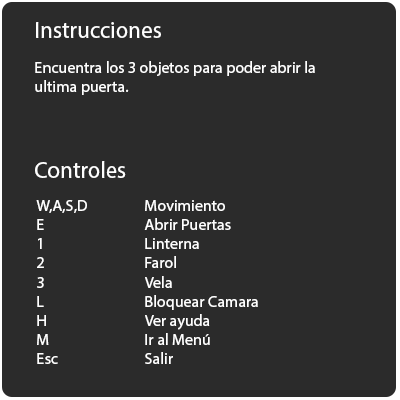 Instrucciones
Encuentra los 3 objetos para poder abrir la
ultima puerta.
Controles
W,A,S,D Movimiento
E Abrir Puertas
1 Linterna
2 Farol
3 Vela
L Bloquear Camara
H Ver ayuda
M Ir al Menú
Esc Salir